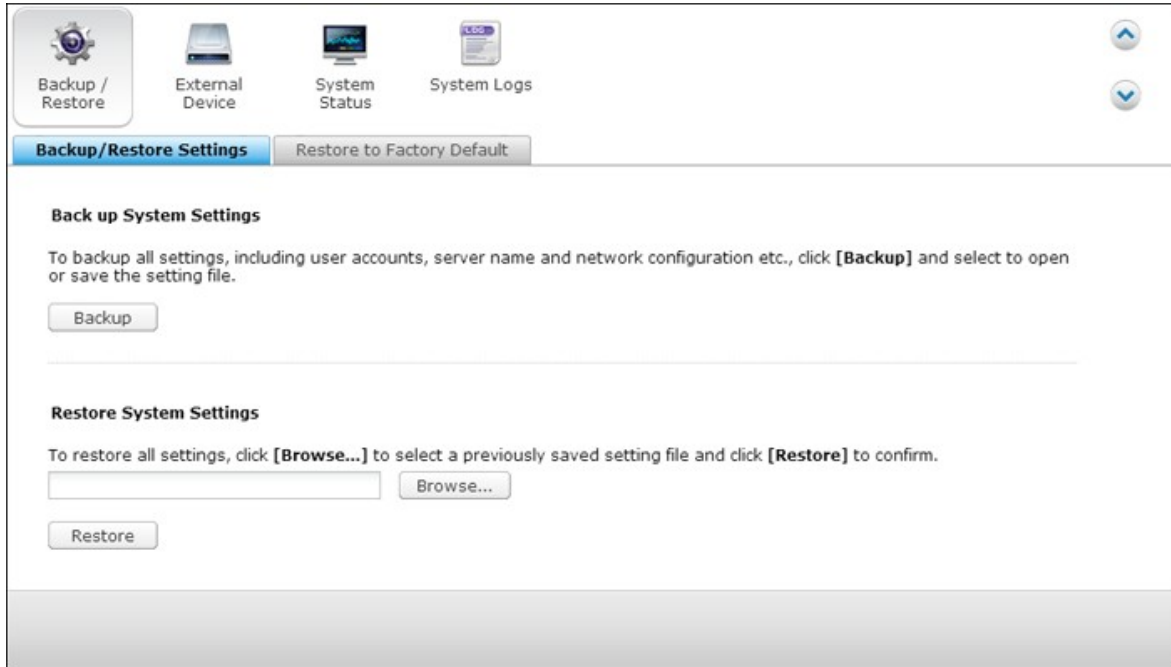 LOG
Backup /
Restore
External
Device
System
Status
System Logs
Backup/Restore Settings
Restore to Factory Default
Back up System Settings
To backup all settings, including user accounts, server name and network configuration etc., click [Backup] and select to open
or save the setting file.
Backup
Restore System Settings
To restore all settings, click [Browse...] to select a previously saved setting file and click [Restore] to confirm.
Browse...
Restore